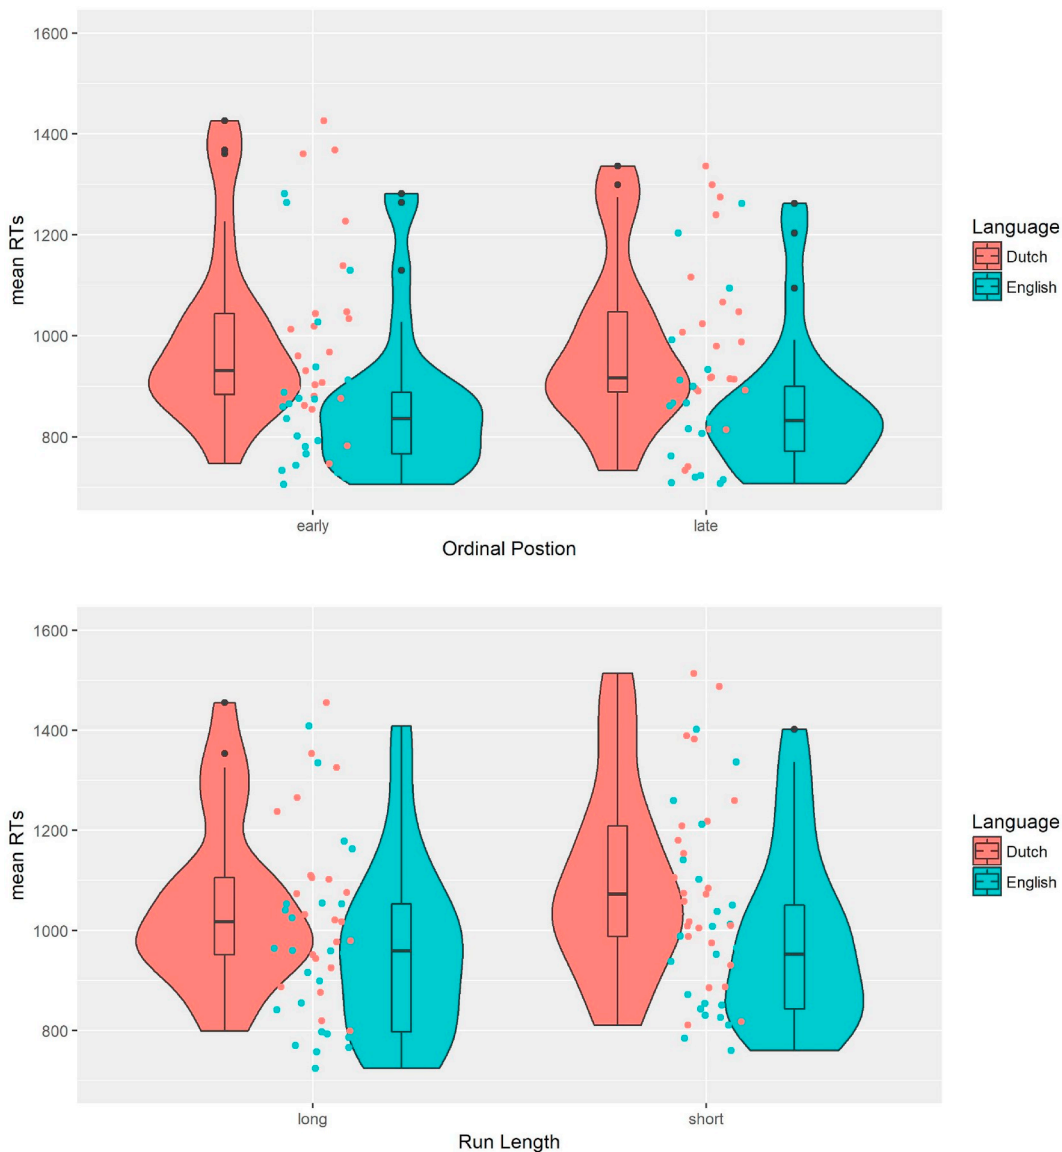 1600
1400
1200
1000
800
mean RTs
early
late
Ordinal Postion
Language
Dutch
English
1600
1400
1200
1000
800
mean RTs
long
short
Run Length
Language
Dutch
English